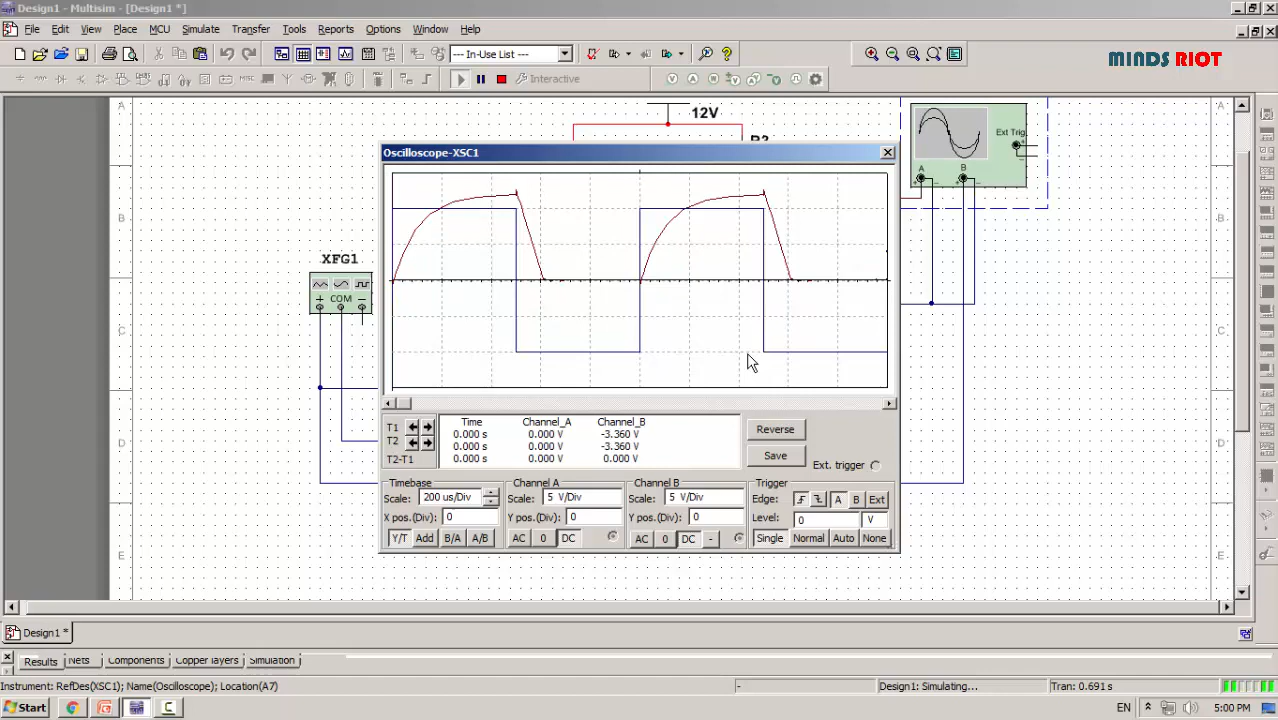 Design1 - Multisim - [Design1 *]
File Edit View Place MCU Simulate Transfer Tools Reports Options Window Help
--- In-Use List ---
MINDS RIOT
Interactive
A
12V
A
Ext Trig
A B
Oscilloscope-XSC1
B
B
XFG1
COM
C
C
Time Channel_A Channel_B
T1 0.000 s 0.000 V -3.360 V
T2 0.000 s 0.000 V -3.360 V
T2-T1 0.000 s 0.000 V 0.000 V
Reverse
Save
Ext. trigger
D
D
Timebase Channel A Channel B Trigger
Scale: 200 us/Div Scale: 5 V/Div Scale: 5 V/Div Edge: A B Ext
X pos.(Div): 0 Y pos.(Div): 0 Y pos.(Div): 0 Level: 0 V
Y/T Add B/A A/B AC 0 DC AC 0 DC - Single Normal Auto None
E
E
Design1 *
Results Nets Components Copper layers Simulation
Instrument: RefDes(XSC1); Name(Oscilloscope); Location(A7) - Design1: Simulating... Tran: 0.691 s
Start EN 5:00 PM